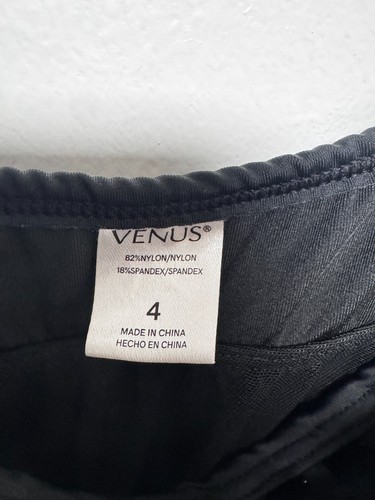 VENUS®
82%NYLON/NYLON
18%SPANDEX/SPANDEX
4
MADE IN CHINA
HECHO EN CHINA